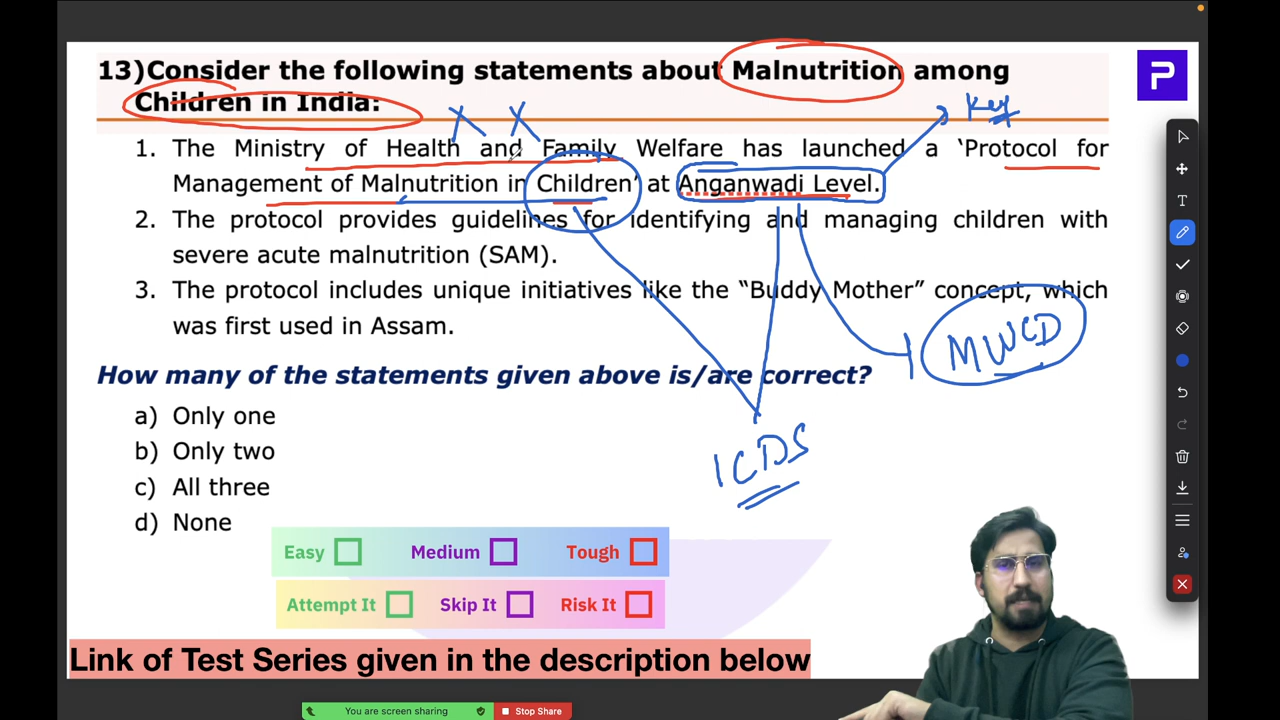 13)Consider the following statements about Malnutrition among
Children in India:
Key
1. The Ministry of Health and Family Welfare has launched a ‘Protocol for
Management of Malnutrition in Children’ at Anganwadi Level.
2. The protocol provides guidelines for identifying and managing children with
severe acute malnutrition (SAM).
3. The protocol includes unique initiatives like the “Buddy Mother” concept, which
was first used in Assam.
MWCD
How many of the statements given above is/are correct?
a) Only one
b) Only two
ICDS
c) All three
d) None
Easy Medium Tough
Attempt It Skip It Risk It
Link of Test Series given in the description below
You are screen sharing Stop Share